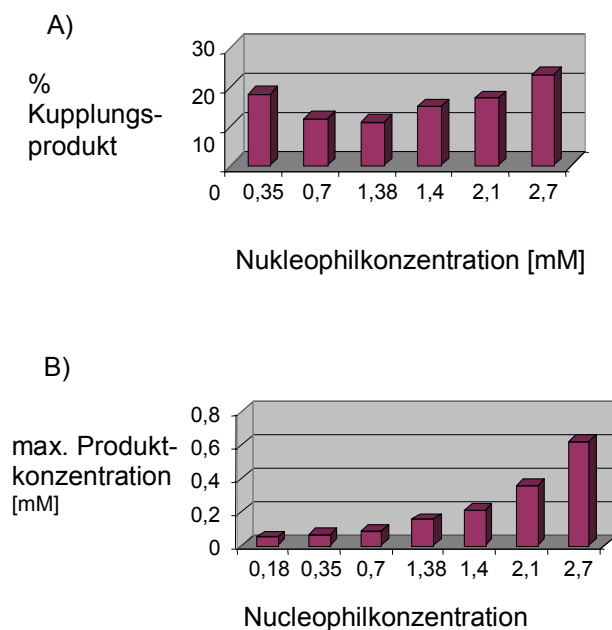 A)
%
Kupplungs-
produkt
30
20
10
0
0,35 0,7 1,38 1,4 2,1 2,7
Nukleophilkonzentration [mM]
B)
max. Produkt-
konzentration
[mM]
0,8
0,6
0,4
0,2
0
0,18 0,35 0,7 1,38 1,4 2,1 2,7
Nucleophilkonzentration